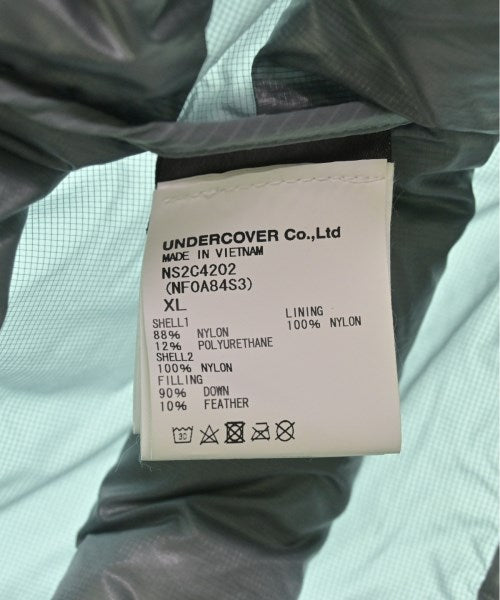 UNDERCOVER Co.,Ltd
MADE IN VIETNAM
NS2C4202
(NF0A84S3)
XL
SHELL1
88% NYLON
12% POLYURETHANE
SHELL2
100% NYLON
FILLING
90% DOWN
10% FEATHER
LINING
100% NYLON
30